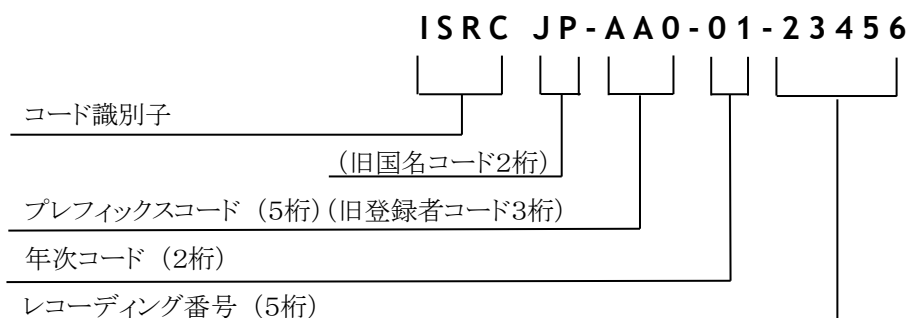 ISRC JP-AA0-01-23456
コード識別子
(旧国名コード2桁)
プレフィックスコード (5桁)(旧登録者コード3桁)
年次コード (2桁)
レコーディング番号 (5桁)